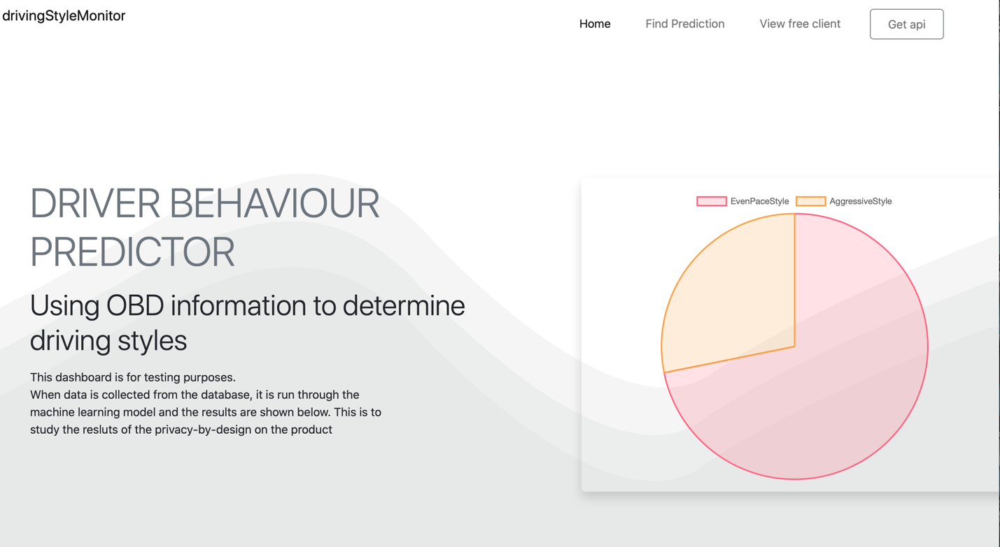 drivingStyleMonitor
Home
Find Prediction
View free client
Get api
DRIVER BEHAVIOUR
PREDICTOR
Using OBD information to determine
driving styles
This dashboard is for testing purposes.
When data is collected from the database, it is run through the
machine learning model and the results are shown below. This is to
study the resluts of the privacy-by-design on the product
EvenPaceStyle
AggressiveStyle